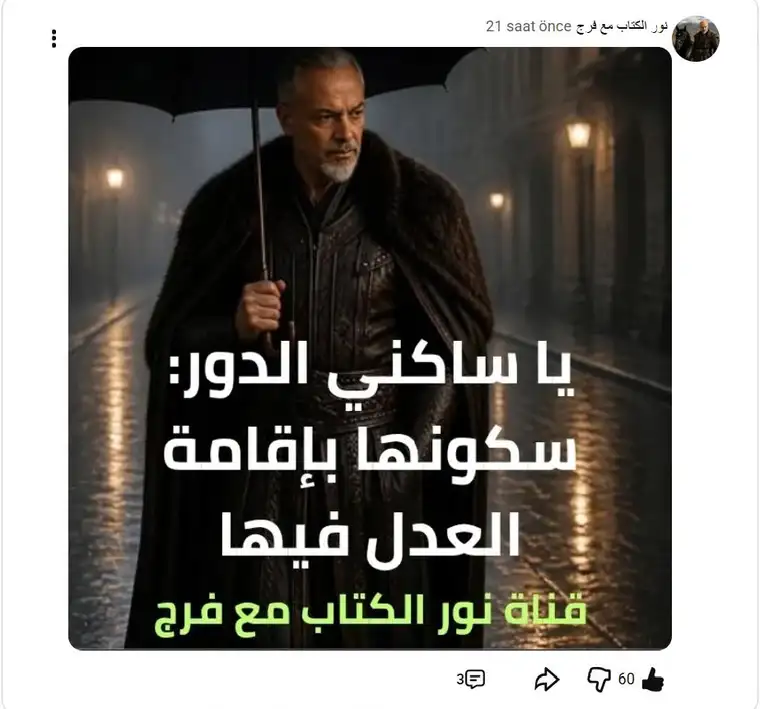 نور الكتاب مع فرج 21 saat önce
يا ساكني الدور:
سكونها بإقامة
العدل فيها
قناة نور الكتاب مع فرج
60
3